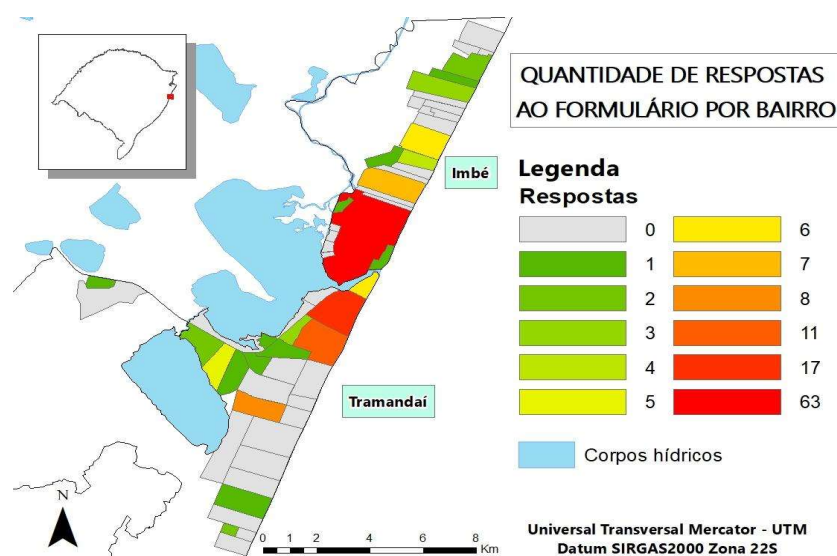 QUANTIDADE DE RESPOSTAS
AO FORMULÁRIO POR BAIRRO
Imbé
Tramandaí
Legenda
Respostas
0
1
2
3
4
5
6
7
8
11
17
63
Corpos hídricos
N
0 1 2 4 6 8
Km
Universal Transversal Mercator - UTM
Datum SIRGAS2000 Zona 22S